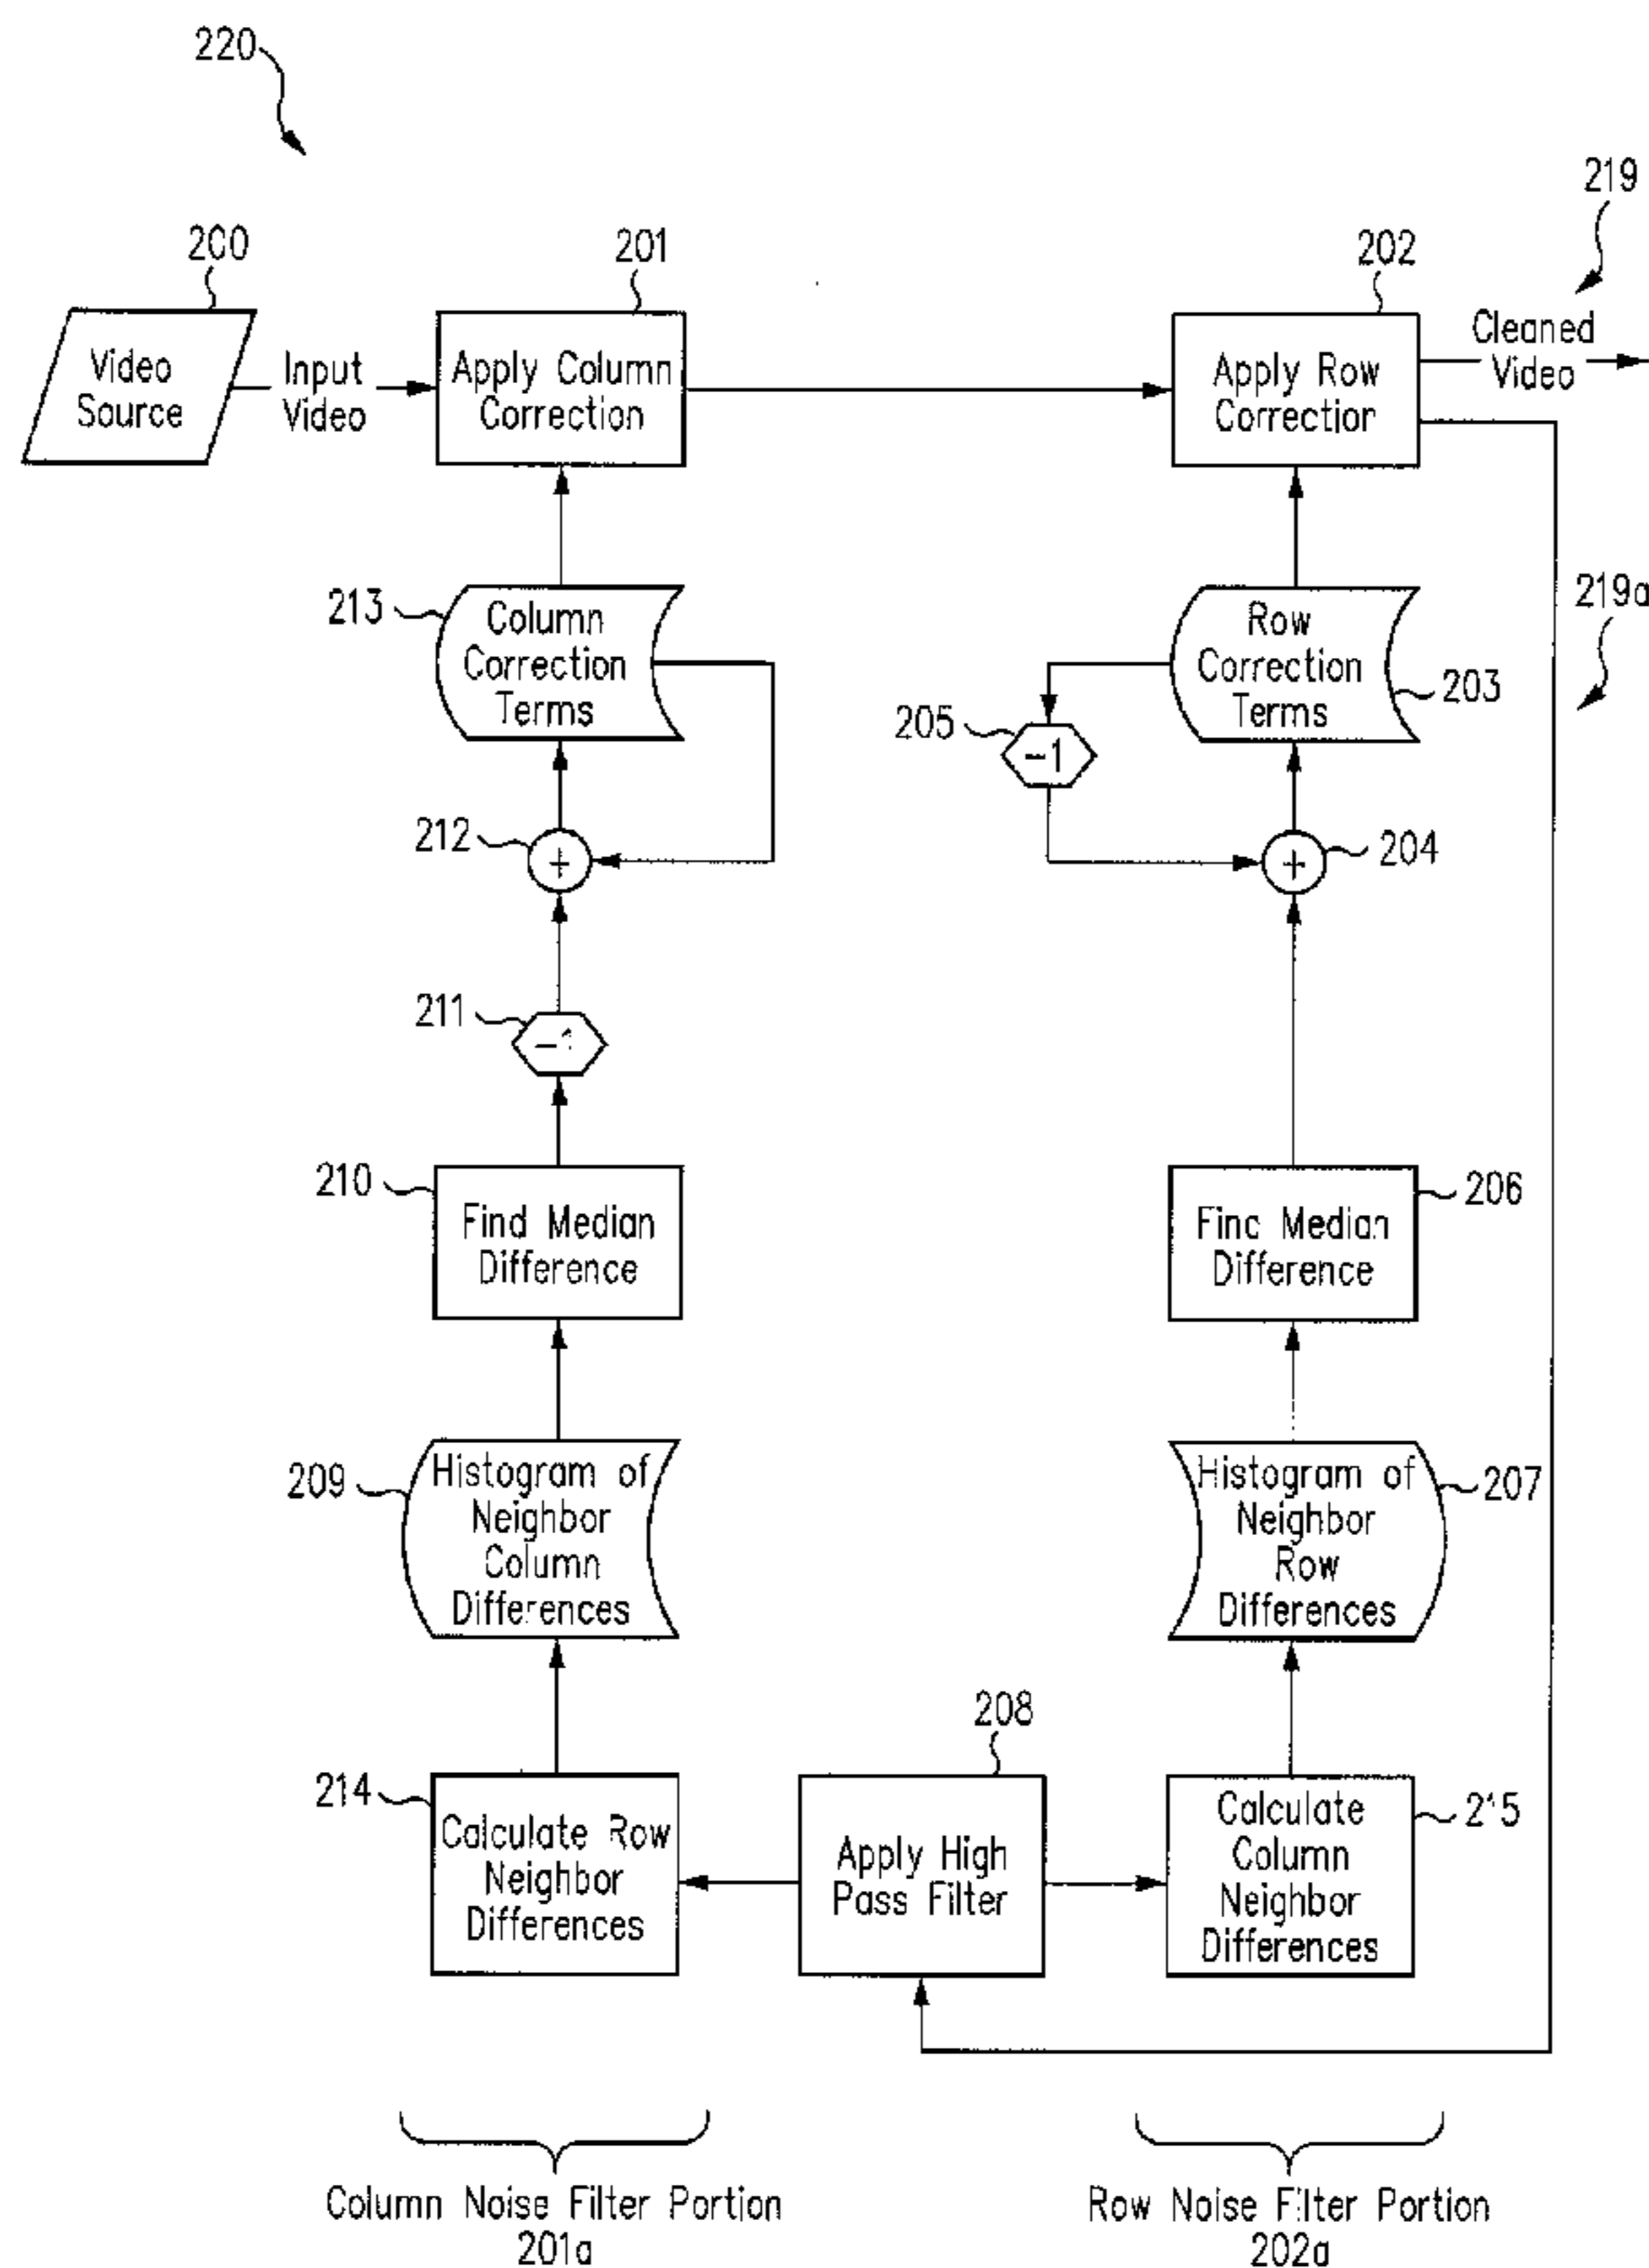 220
219
200
201
202
Video
Source
Input
Video
Apply Column
Correction
Apply Row
Correction
Cleaned
Video
219a
213
Column
Correction
Terms
Row
Correction
Terms
203
205
-1
212
+
+
204
211
-1
210
Find Median
Difference
Find Median
Difference
206
209
Histogram of
Neighbor
Column
Differences
Histogram of
Neighbor
Row
Differences
207
208
214
Calculate Row
Neighbor
Differences
Apply High
Pass Filter
Calculate
Column
Neighbor
Differences
215
Column Noise Filter Portion
201a
Row Noise Filter Portion
202a